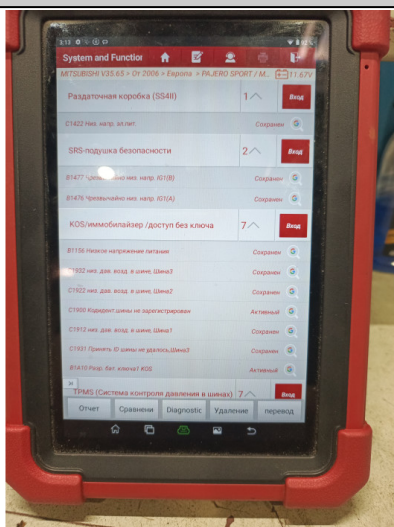 3:13
System and Function
MITSUBISHI V35.65 > От 2006 > Европа > PAJERO SPORT / M...
11.67V
Раздаточная коробка (SS4II) 1 Вход
C1422 Низ. напр. эл.пит. Сохранен
SRS-подушка безопасности 2 Вход
B1477 Чрезвычайно низ. напр. IG1(B) Сохранен
B1476 Чрезвычайно низ. напр. IG1(A) Сохранен
KOS/иммобилайзер /доступ без ключа 7 Вход
B1156 Низкое напряжение питания Сохранен
низ. дав. возд. в шине, Шина3 Сохранен
C1922 низ. дав. возд. в шине, Шина2 Сохранен
C1900 шины не зарегистрирован Активный
C1912 низ. дав. возд. в шине, Шина1 Сохранен
C1931 Принять ID шины не удалось,Шина3 Сохранен
B1A10 Разр. бат. ключа1 KOS Активный
TPMS (Система контроля давления в шинах) 7 Вход
Отчет Сравнени Diagnostic Удаление перевод